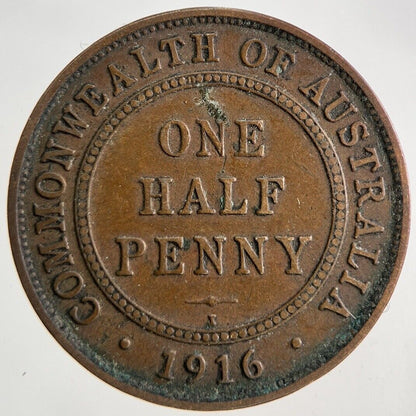 COMMONWEALTH OF AUSTRALIA
ONE
HALF
PENNY
I
· 1916 ·